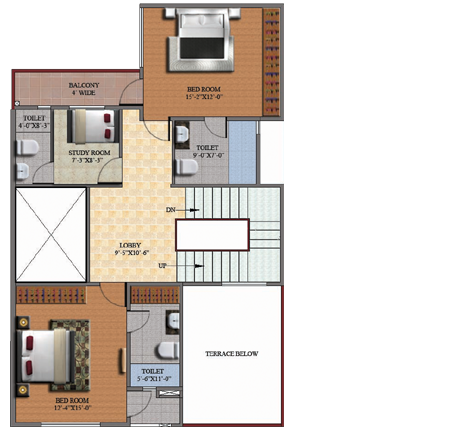 BED ROOM
15'-2"X12'-0"
BALCONY
4' WIDE
TOILET
4'-0"X8'-3"
STUDY ROOM
7'-3"X8'-3"
TOILET
9'-0"X7'-0"
DN
LOBBY
9'-5"X10'-6"
UP
TERRACE BELOW
TOILET
5'-6"X11'-0"
BED ROOM
12'-4"X15'-0"